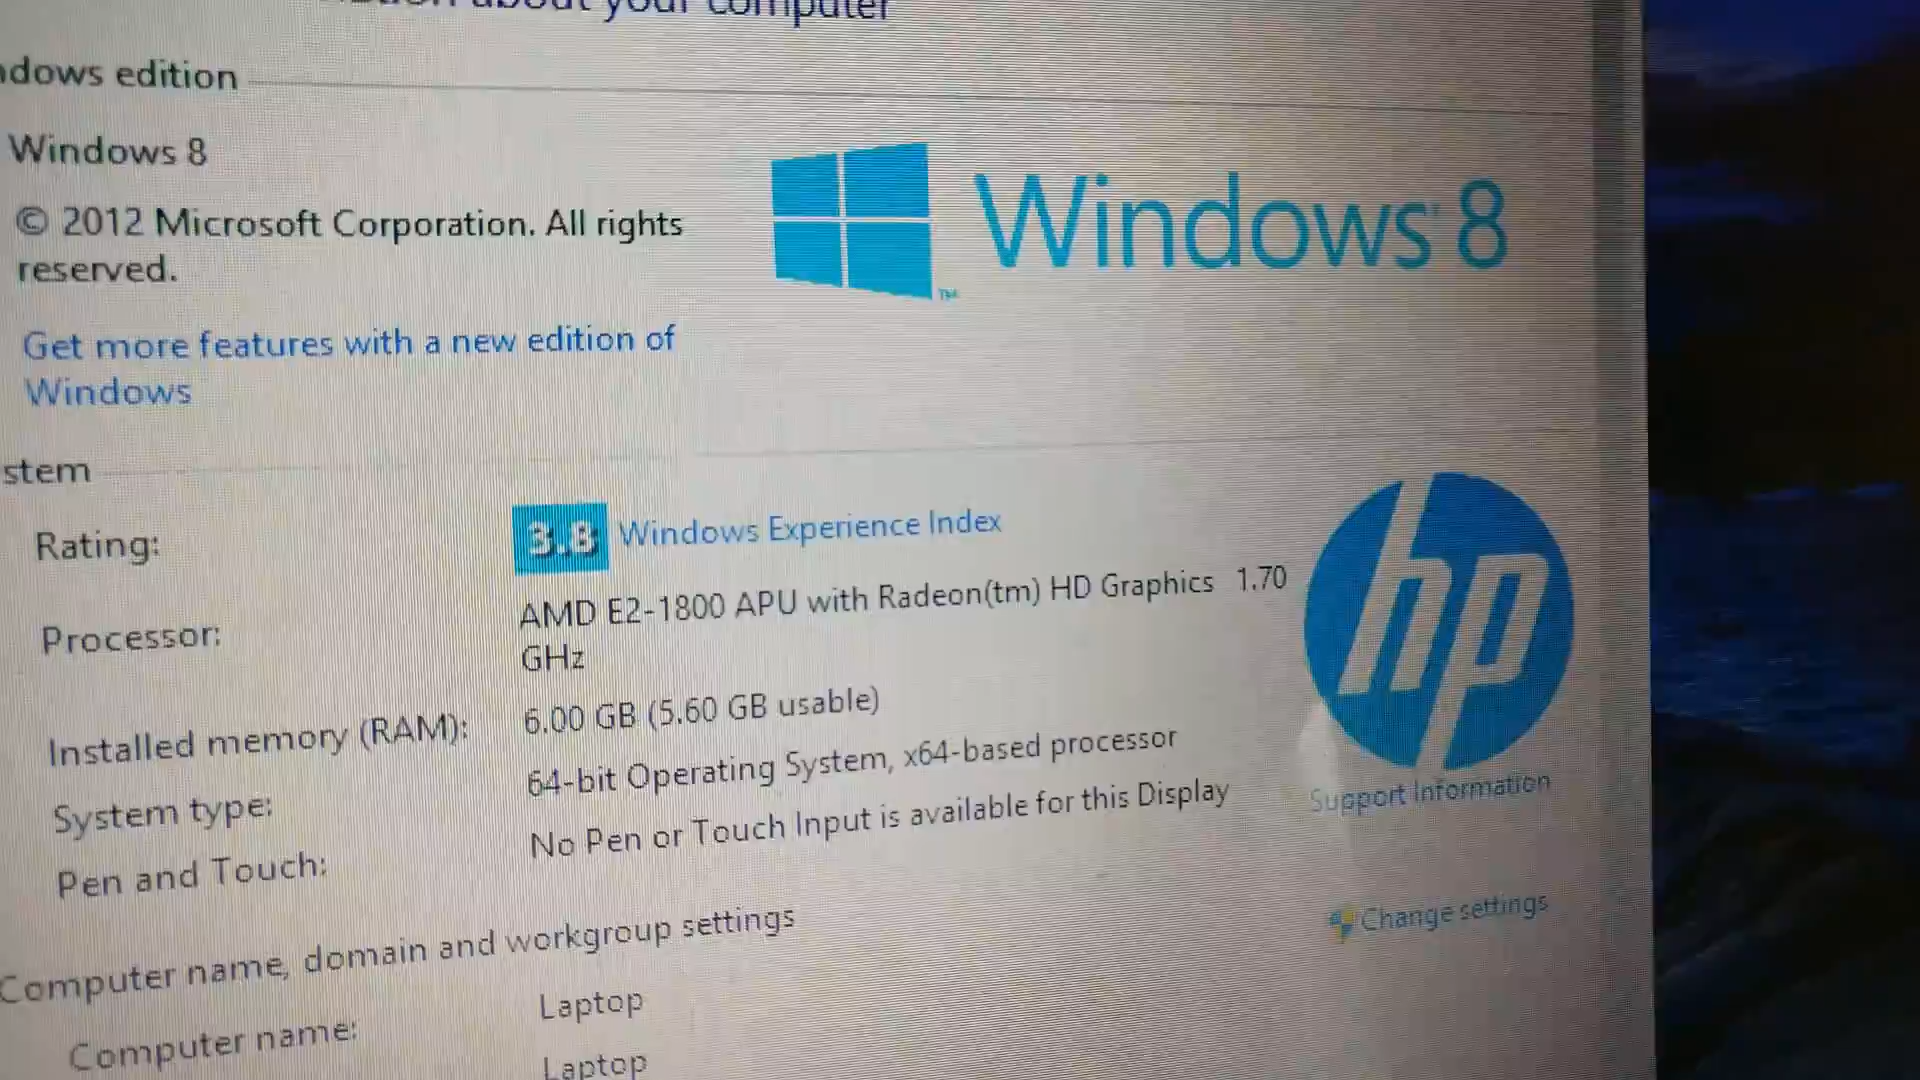 about your computer
dows edition
Windows 8
© 2012 Microsoft Corporation. All rights
reserved.
Get more features with a new edition of
Windows
Windows 8
TM
stem
Rating:
3.8 Windows Experience Index
Processor:
AMD E2-1800 APU with Radeon(tm) HD Graphics 1.70
GHz
Installed memory (RAM):
6.00 GB (5.60 GB usable)
System type:
64-bit Operating System, x64-based processor
Pen and Touch:
No Pen or Touch Input is available for this Display
hp
Support Information
Computer name, domain and workgroup settings
Change settings
Computer name:
Laptop
Laptop